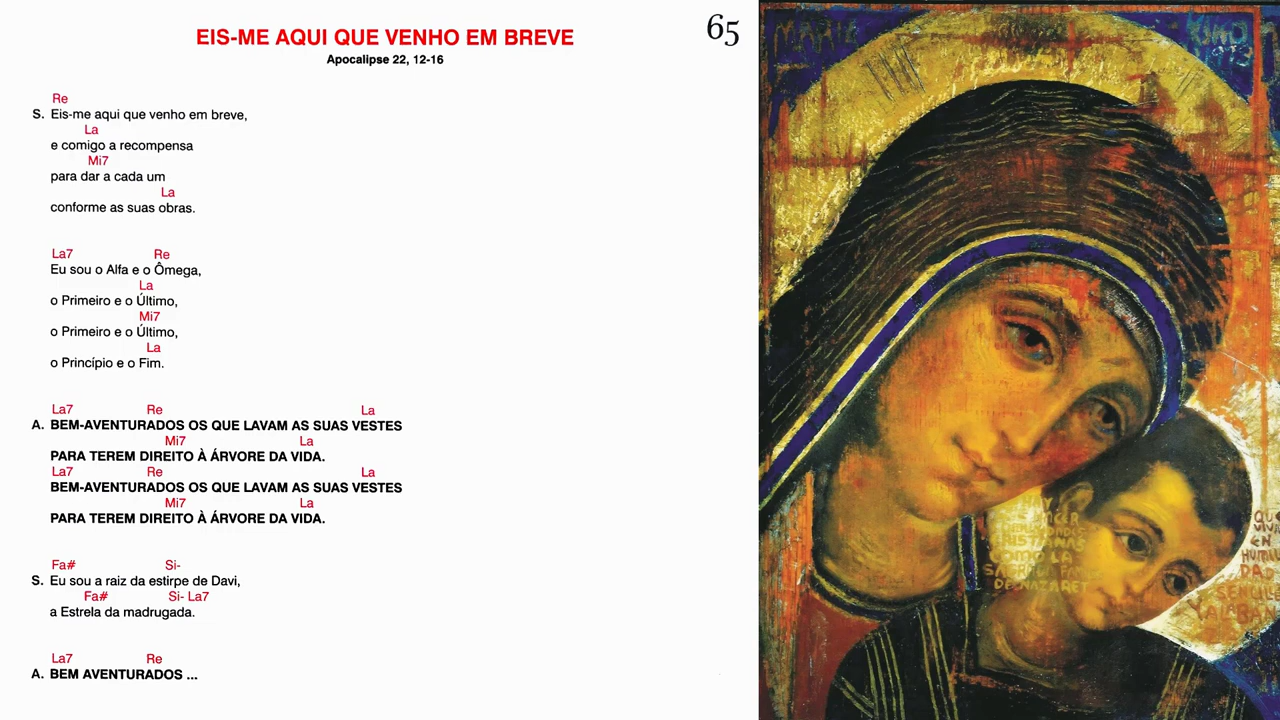 EIS-ME AQUI QUE VENHO EM BREVE
65
Apocalipse 22, 12-16
Re
S. Eis-me aqui que venho em breve,
La
e comigo a recompensa
Mi7
para dar a cada um
La
conforme as suas obras.
La7 Re
Eu sou o Alfa e o Ômega,
La
o Primeiro e o Último,
Mi7
o Primeiro e o Último,
La
o Princípio e o Fim.
La7 Re La
A. BEM-AVENTURADOS OS QUE LAVAM AS SUAS VESTES
Mi7 La
PARA TEREM DIREITO À ÁRVORE DA VIDA.
La7 Re La
BEM-AVENTURADOS OS QUE LAVAM AS SUAS VESTES
Mi7 La
PARA TEREM DIREITO À ÁRVORE DA VIDA.
Fa# Si-
S. Eu sou a raiz da estirpe de Davi,
Fa# Si- La7
a Estrela da madrugada.
La7 Re
A. BEM AVENTURADOS ...
COMO LA
DE NAZARET
EN